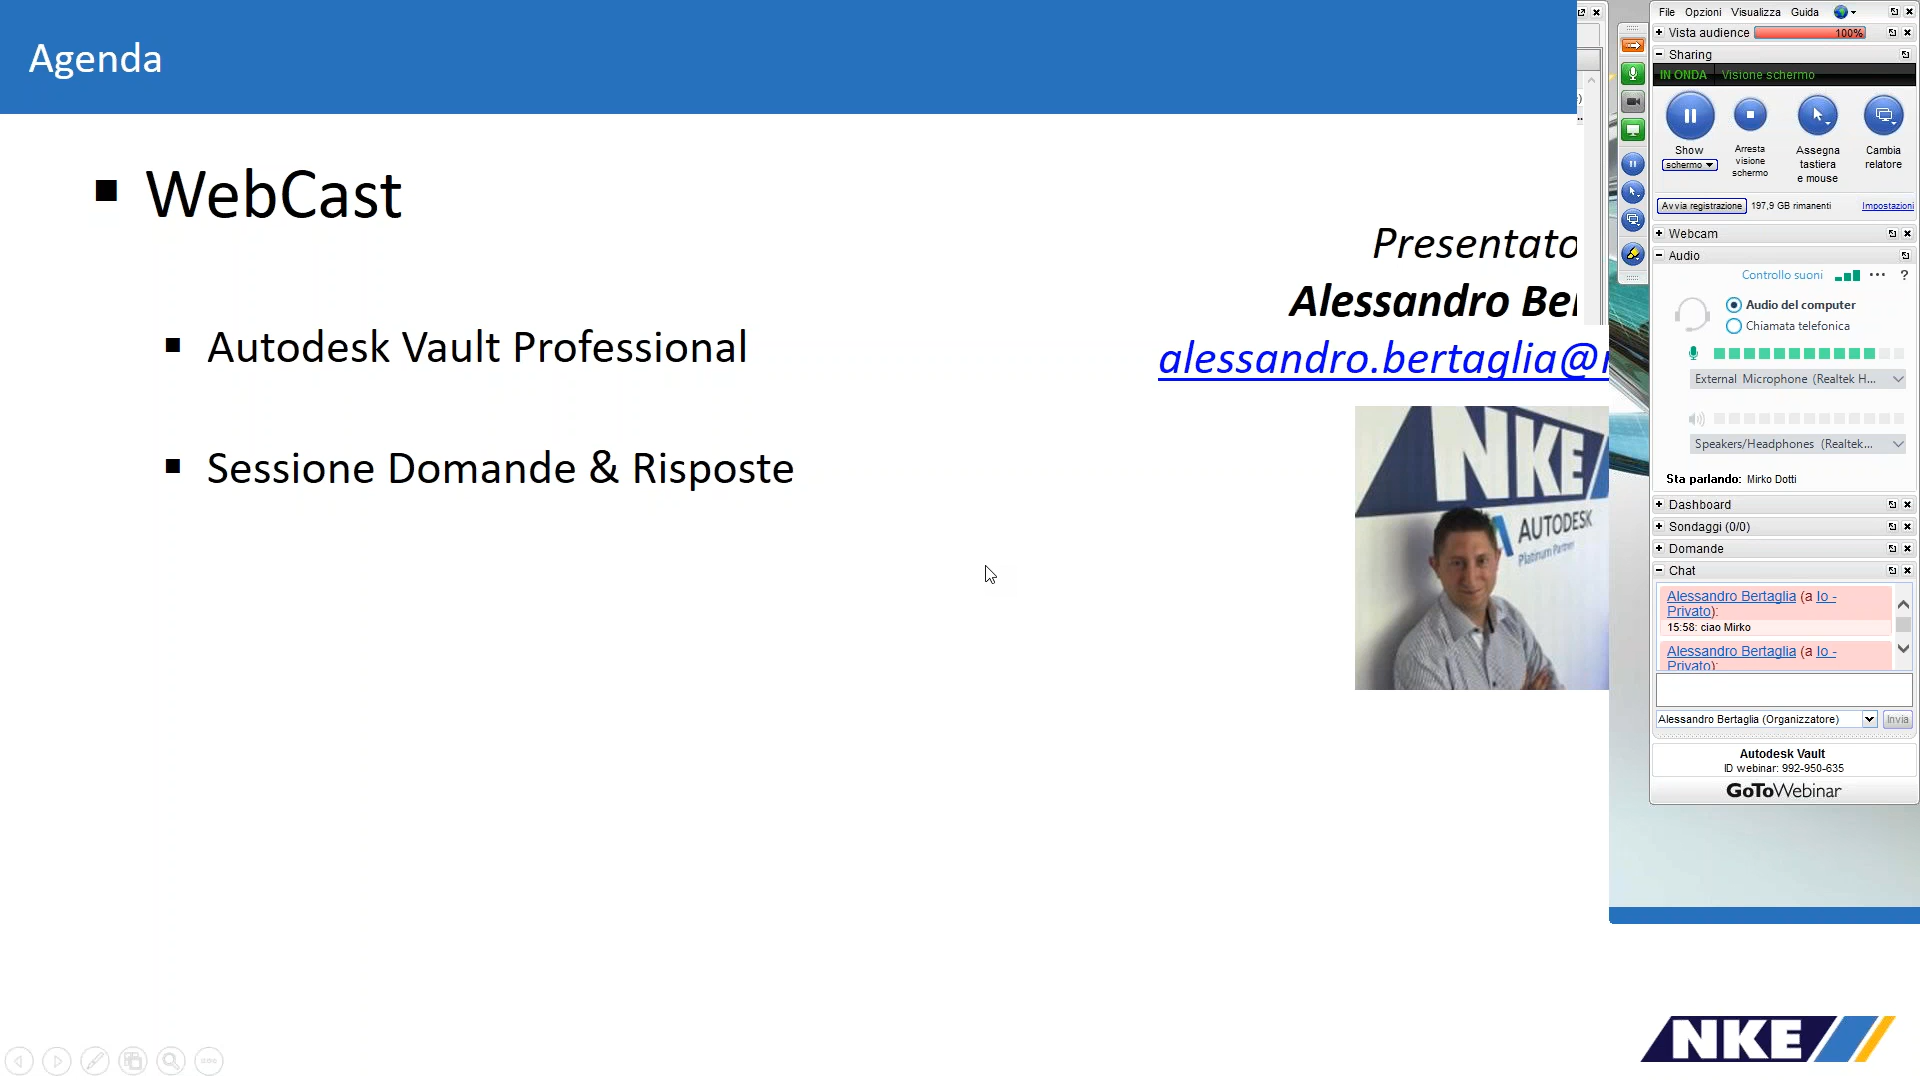 Agenda
WebCast
Autodesk Vault Professional
Sessione Domande & Risposte
Alessandro
NKE
AUTODESK
Platinum Partner
File Opzioni Visualizza Guida
Vista audience 100%
Sharing
IN ONDA Visione schermo
Show
schermo
Arresta
visione
schermo
Assegna
tastiera
e mouse
Cambia
relatore
Avvia registrazione 197,9 GB rimanenti Impostazioni
Webcam
Audio
Controllo suoni ... ?
Audio del computer
Chiamata telefonica
External Microphone (Realtek H...
Speakers/Headphones (Realtek...
Sta parlando: Mirko Dotti
Dashboard
Sondaggi (0/0)
Domande
Chat
Alessandro Bertaglia (a Io -
Privato):
15:58: ciao Mirko
Alessandro Bertaglia (a Io -
Privato):
Alessandro Bertaglia (Organizzatore) Invia
Autodesk Vault
ID webinar: 992-950-635
GoToWebinar
NKE